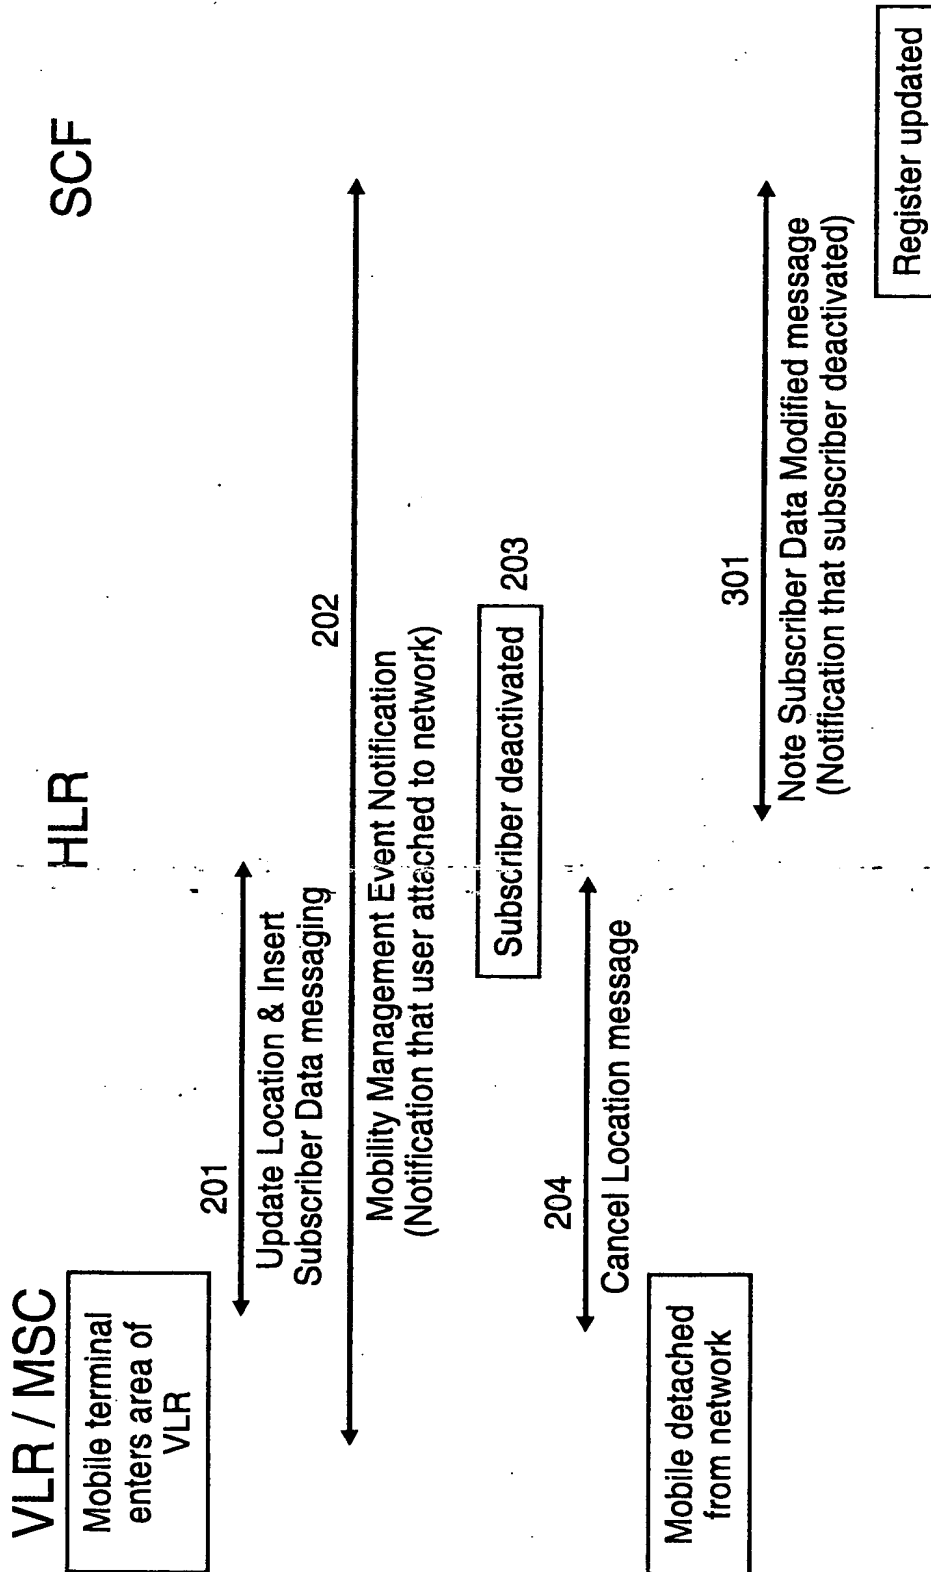 VLR / MSC
HLR
SCF
Mobile terminal
enters area of
VLR
201
Update Location & Insert
Subscriber Data messaging
202
Mobility Management Event Notification
(Notification that user attached to network)
Subscriber deactivated
203
204
Cancel Location message
Mobile detached
from network
301
Note Subscriber Data Modified message
(Notification that subscriber deactivated)
Register updated